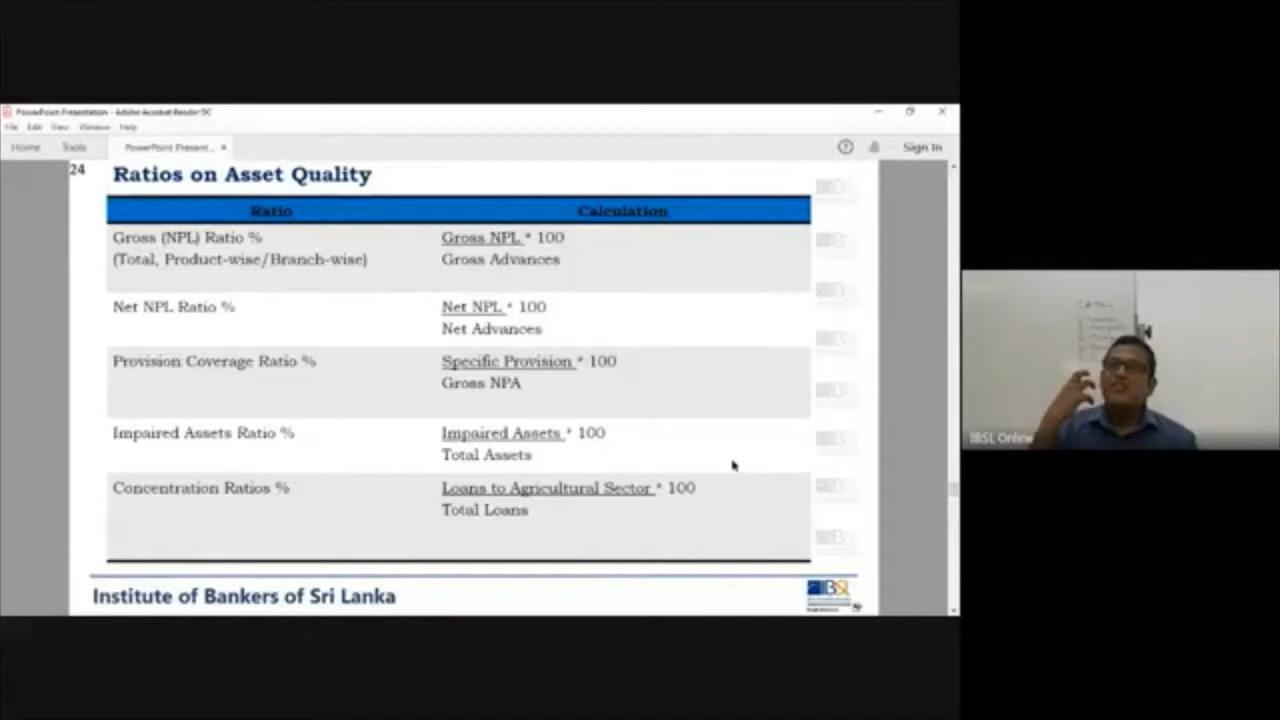 PowerPoint Presentation - Adobe Acrobat Reader DC
File Edit View Window Help
Home Tools PowerPoint Present... × Sign In
24
Ratios on Asset Quality
Ratio Calculation
Gross (NPL) Ratio % Gross NPL * 100
(Total, Product-wise/Branch-wise) Gross Advances
Net NPL Ratio % Net NPL * 100
Net Advances
Provision Coverage Ratio % Specific Provision * 100
Gross NPA
Impaired Assets Ratio % Impaired Assets * 100
Total Assets
Concentration Ratios % Loans to Agricultural Sector * 100
Total Loans
Institute of Bankers of Sri Lanka
IBSL
IBSL Online